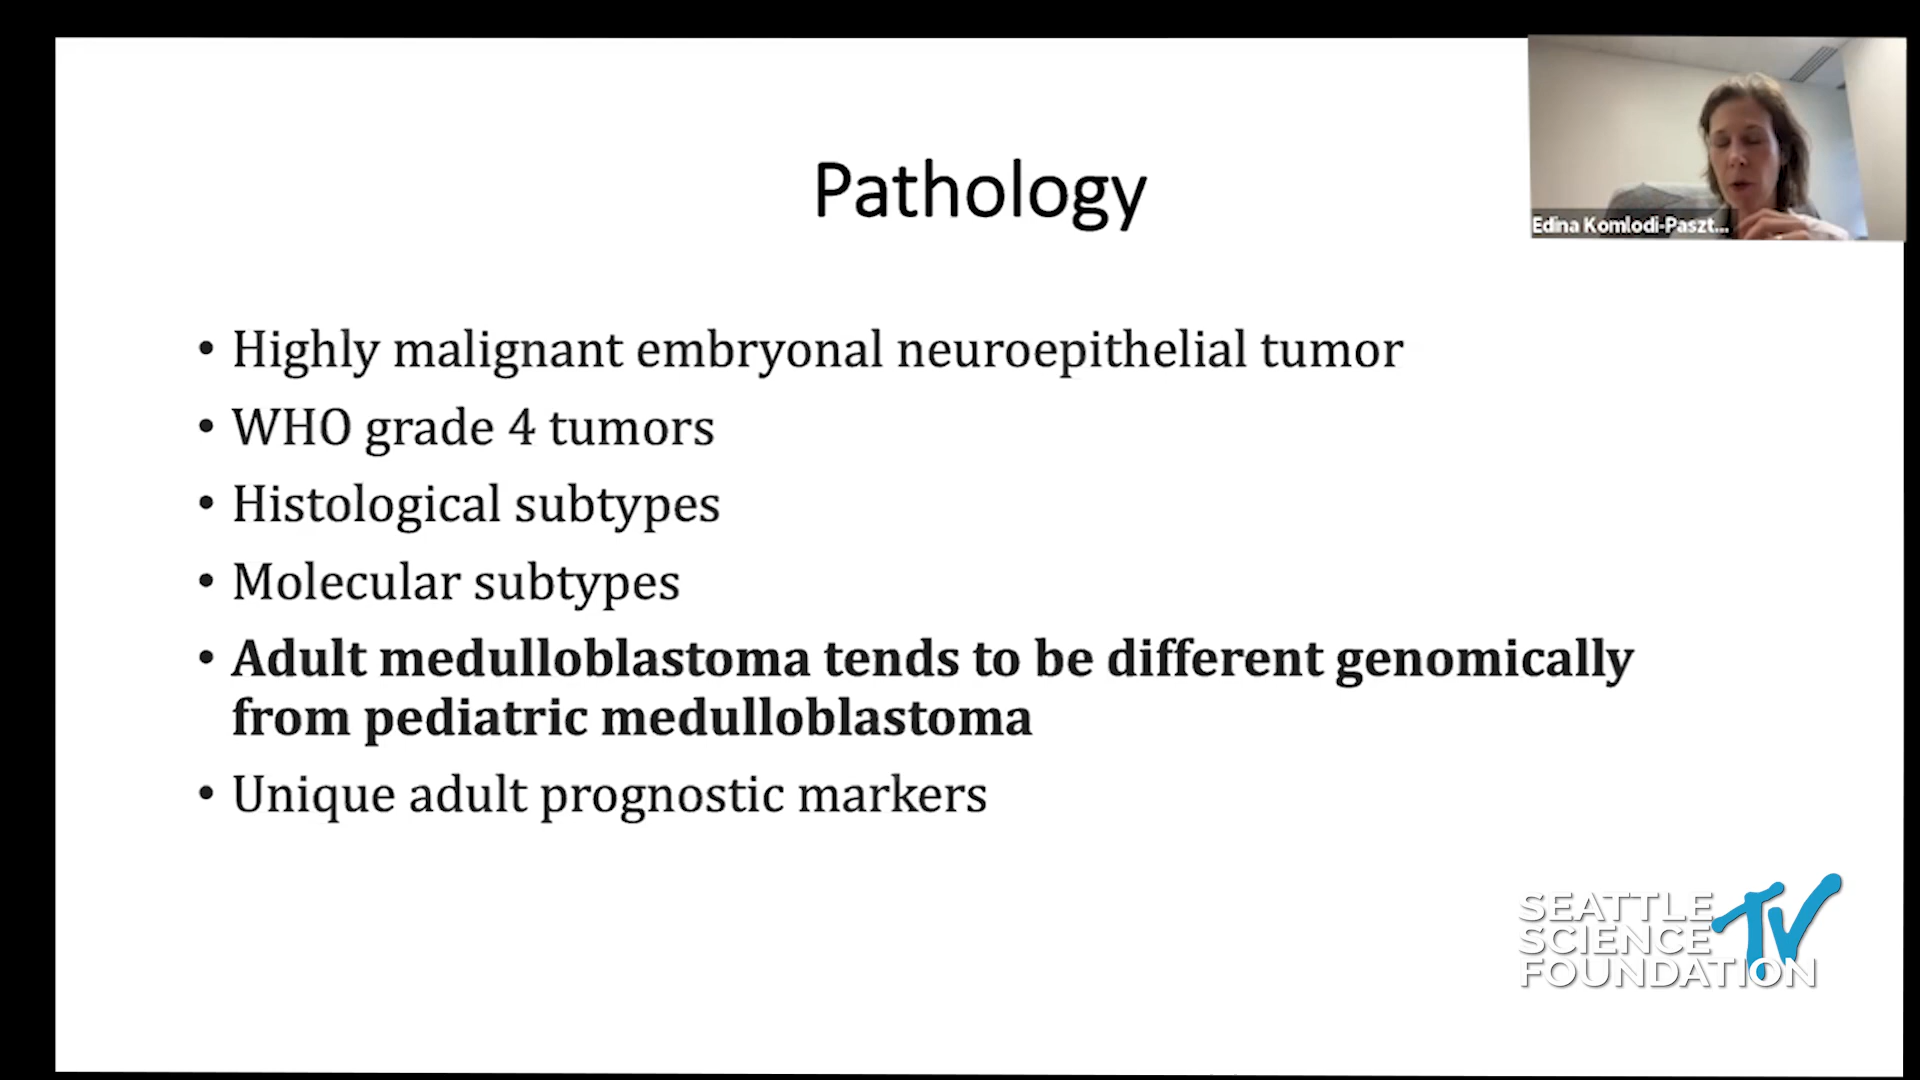 Pathology
Edina Komlodi-Paszt...
• Highly malignant embryonal neuroepithelial tumor
• WHO grade 4 tumors
• Histological subtypes
• Molecular subtypes
• Adult medulloblastoma tends to be different genomically
from pediatric medulloblastoma
• Unique adult prognostic markers
SEATTLE
SCIENCE
FOUNDATION
TV